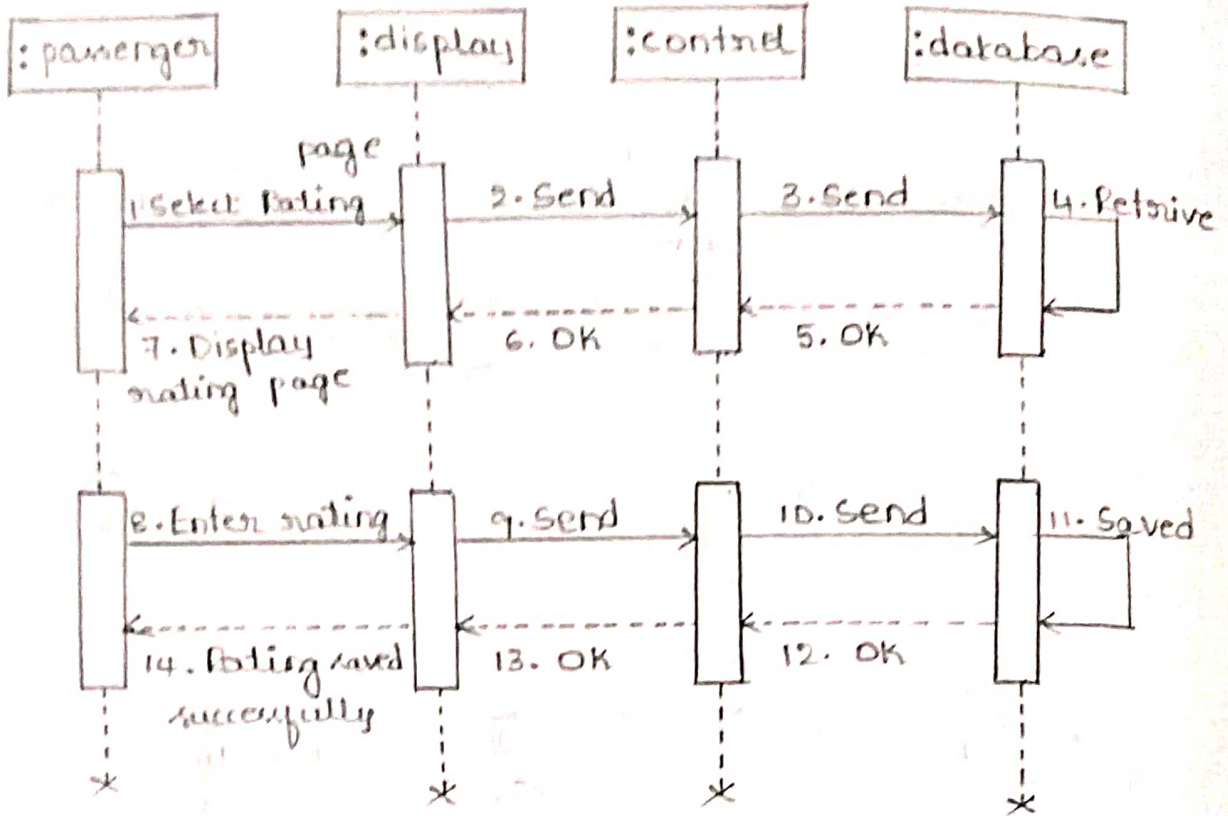 :passenger
:display
:control
:database
page
1.Select Rating
2. Send
3. Send
4. Retrive
7. Display
rating page
6. OK
5. OK
8. Enter rating
9. Send
10. Send
11. Saved
14. Rating saved
successfully
13. OK
12. OK